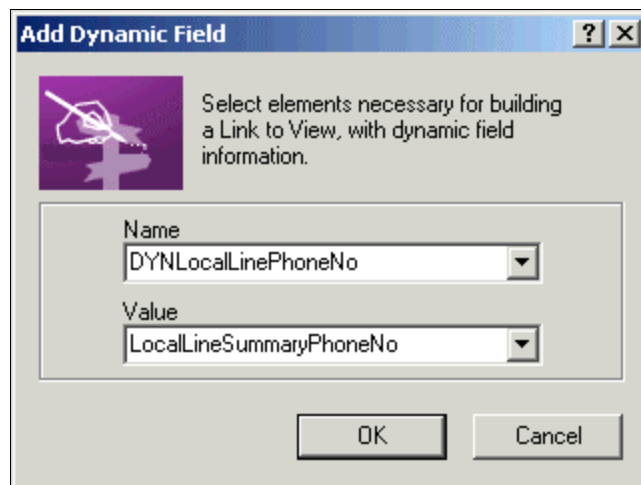 Add Dynamic Field
Select elements necessary for building
a Link to View, with dynamic field
information.
Name
DYNLocalLinePhoneNo
Value
LocalLineSummaryPhoneNo
OK
Cancel